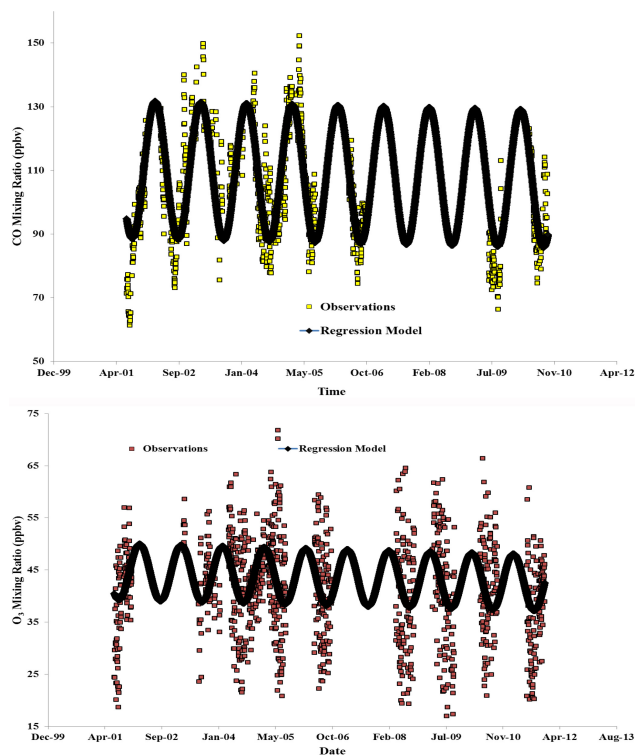 150
130
110
90
70
50
CO Mixing Ratio (ppbv)
Observations
Regression Model
Dec-99 Apr-01 Sep-02 Jan-04 May-05 Oct-06 Feb-08 Jul-09 Nov-10 Apr-12
Time
75
65
55
45
35
25
15
O3 Mixing Ratio (ppbv)
Observations Regression Model
Dec-99 Apr-01 Sep-02 Jan-04 May-05 Oct-06 Feb-08 Jul-09 Nov-10 Apr-12 Aug-13
Date